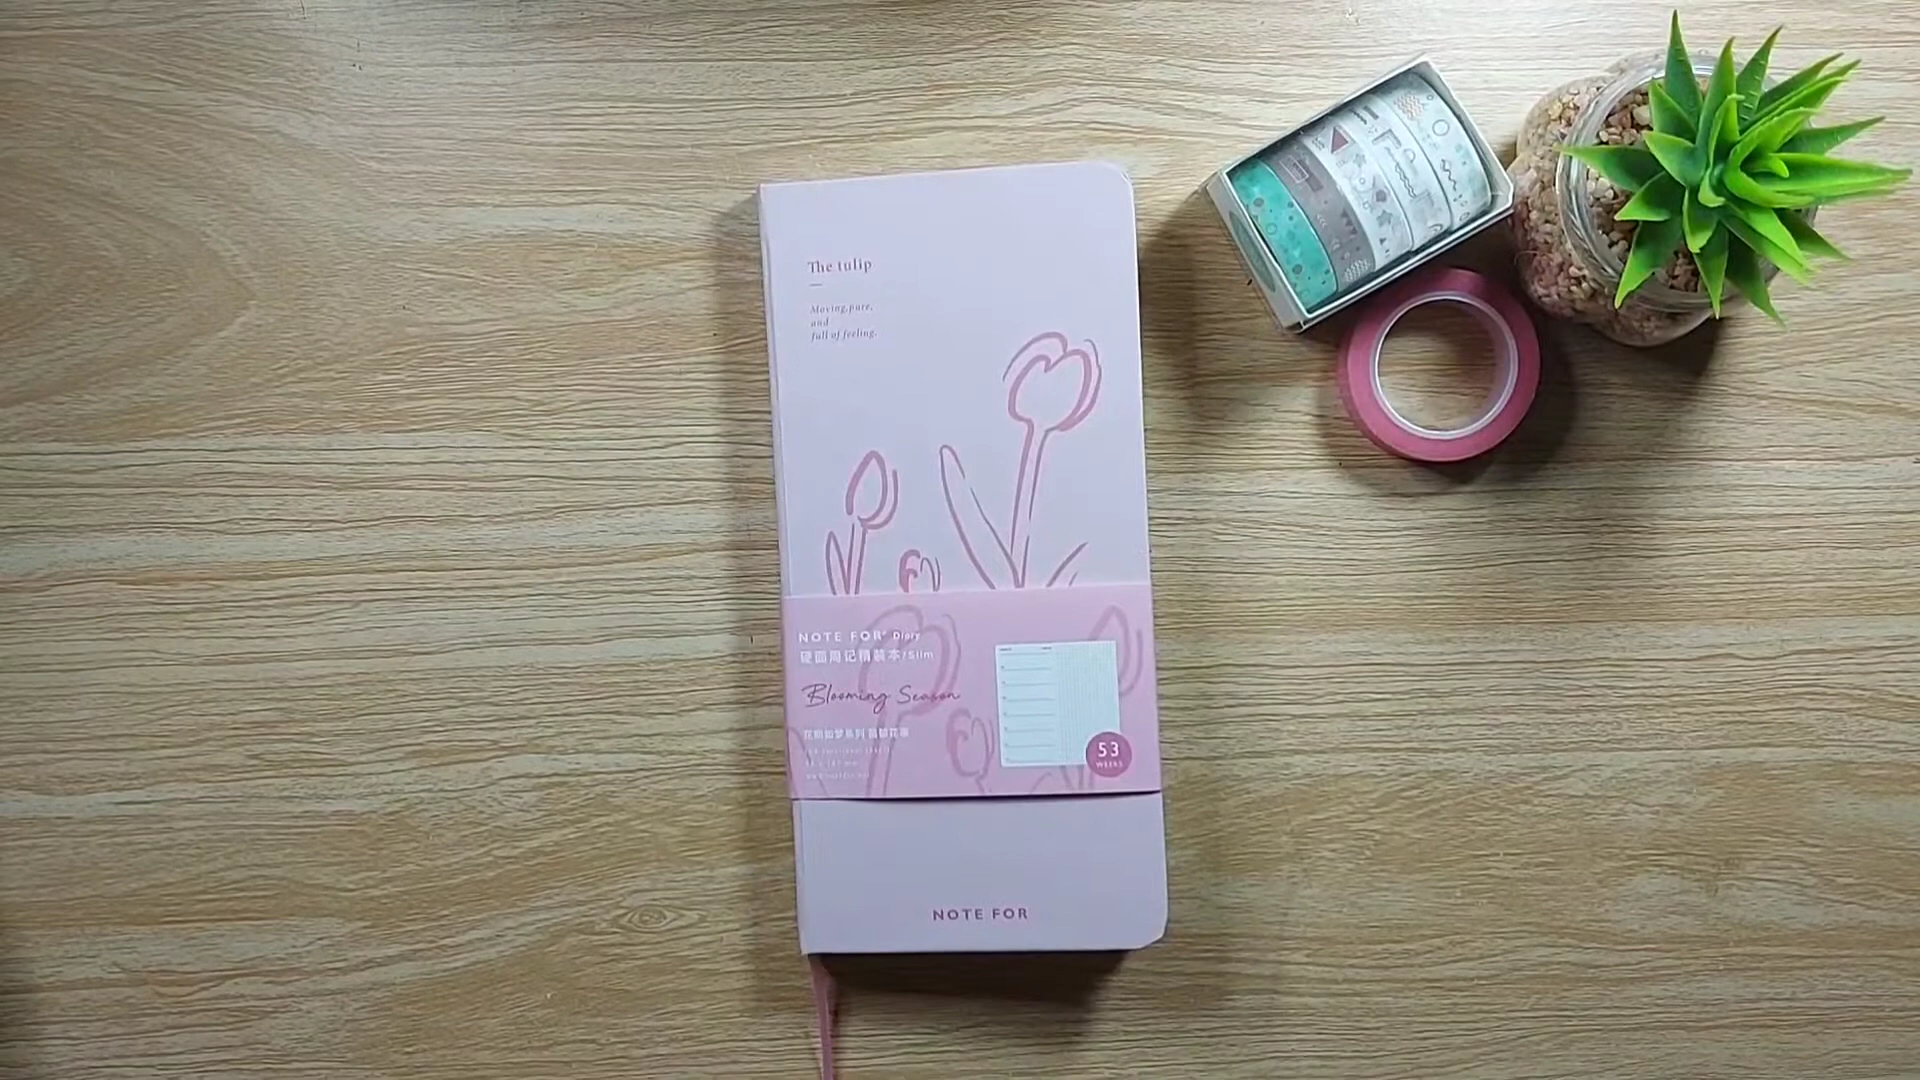 The tulip
Moving, pure,
and
full of feeling.
NOTE FOR® Diary
硬面周记精装本/Slim
Blooming Season
53
WEEKS
NOTE FOR